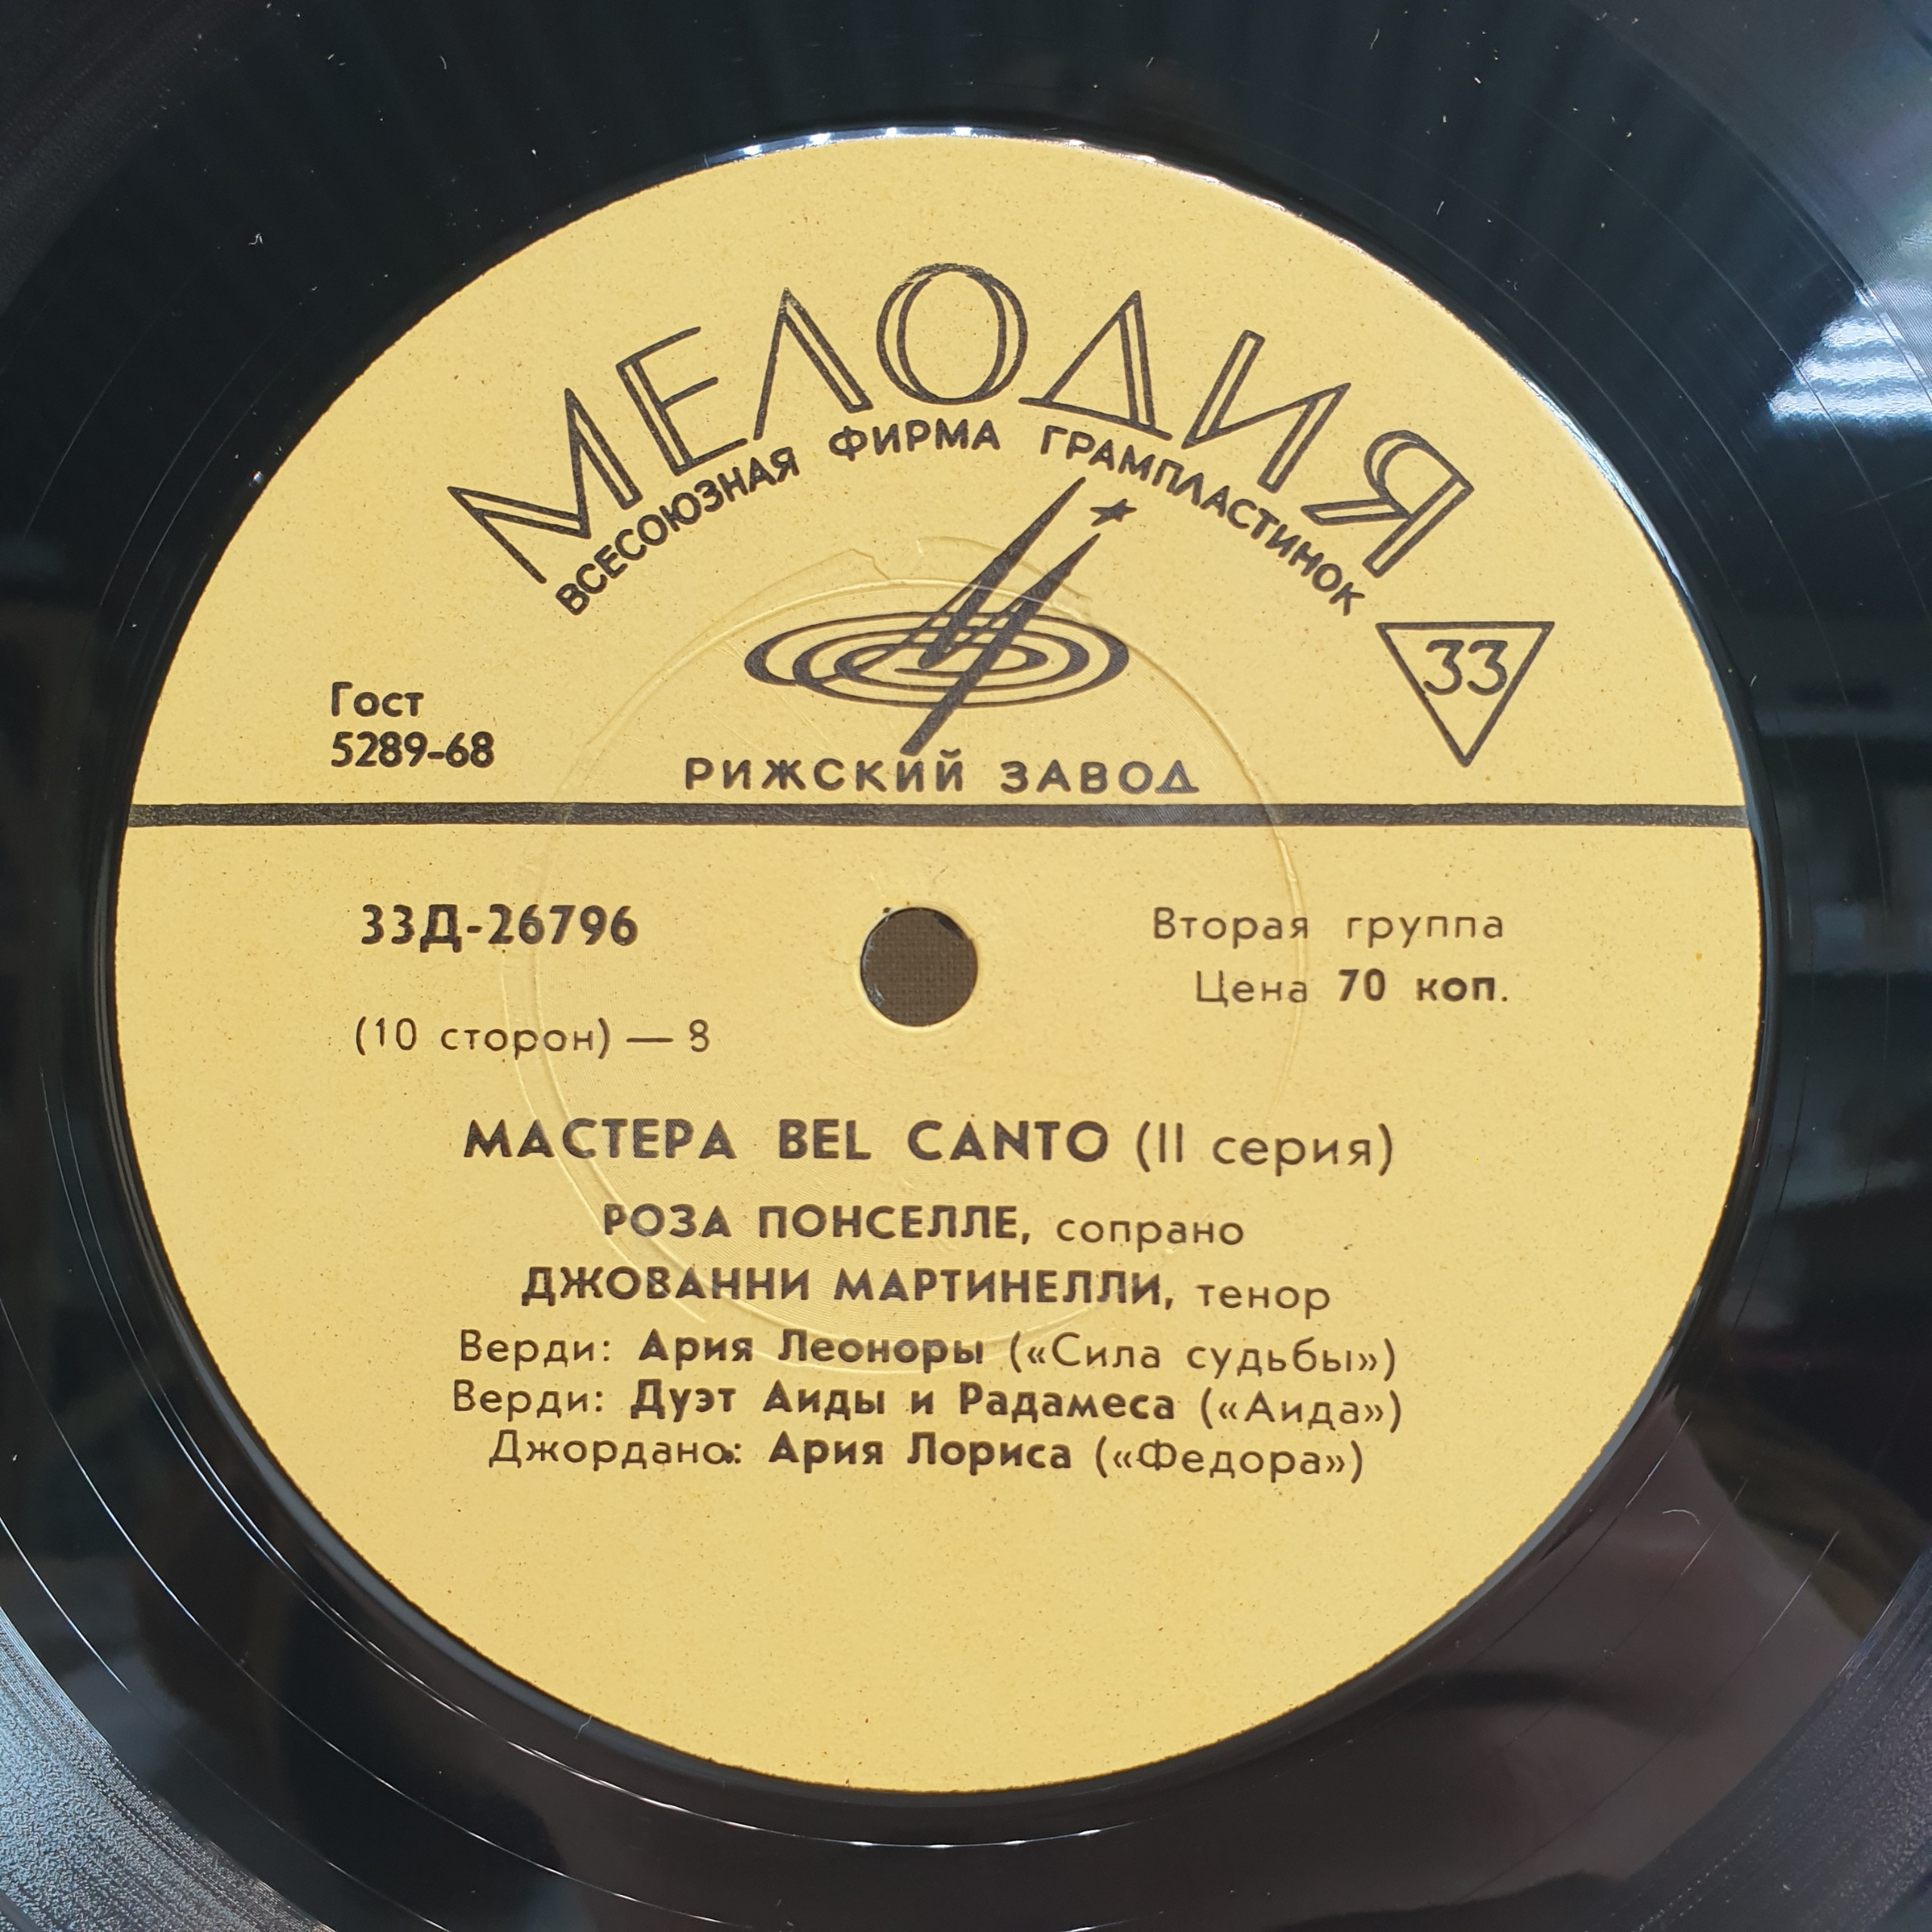 МЕЛОДИЯ
ВСЕСОЮЗНАЯ ФИРМА ГРАМПЛАСТИНОК
33
Гост
5289-68
РИЖСКИЙ ЗАВОД
33Д-26796
Вторая группа
Цена 70 коп.
(10 сторон) — 8
МАСТЕРА BEL CANTO (II серия)
РОЗА ПОНСЕЛЛЕ, сопрано
ДЖОВАННИ МАРТИНЕЛЛИ, тенор
Верди: Ария Леоноры («Сила судьбы»)
Верди: Дуэт Аиды и Радамеса («Аида»)
Джордано: Ария Лориса («Федора»)